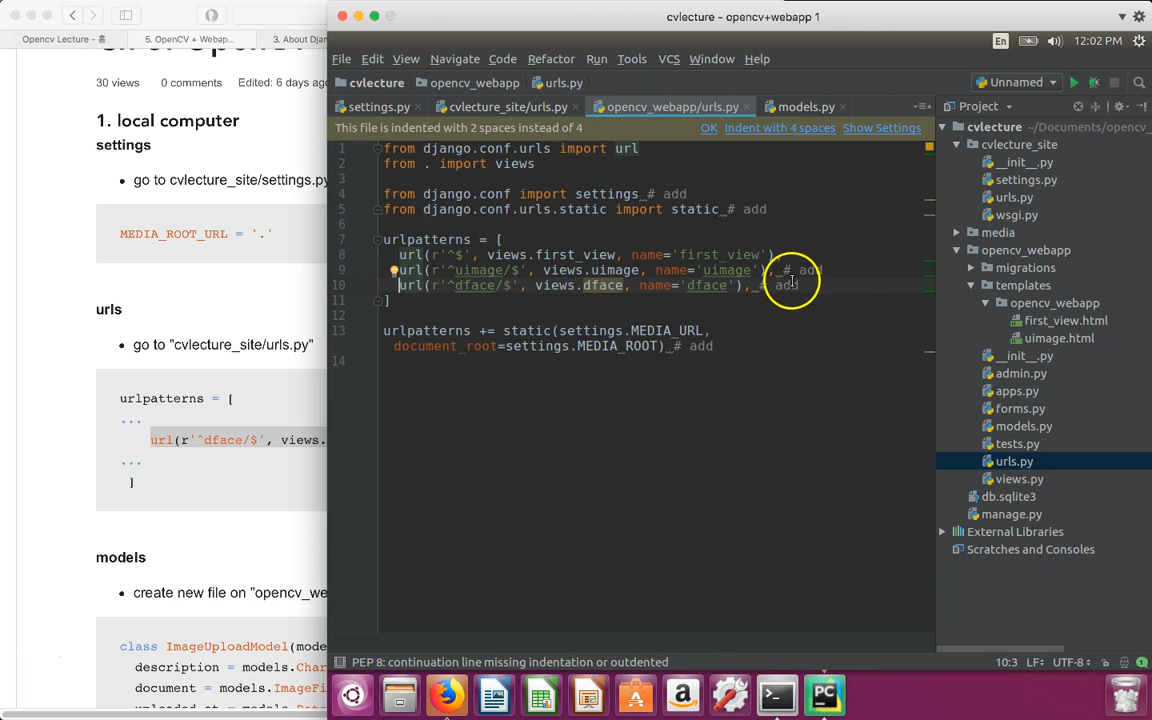 cvlecture - opencv+webapp 1
En
12:02 PM
Opencv Lecture - 홈
5. OpenCV + Webap...
3. About Djan
File Edit View Navigate Code Refactor Run Tools VCS Window Help
30 views 0 comments Edited: 6 days ago
cvlecture opencv_webapp urls.py
Unnamed
settings.py cvlecture_site/urls.py opencv_webapp/urls.py models.py
Project
This file is indented with 2 spaces instead of 4 OK Indent with 4 spaces Show Settings
1. local computer
settings
go to cvlecture_site/settings.py
MEDIA_ROOT_URL = '.'
urls
go to "cvlecture_site/urls.py"
urlpatterns = [
...
url(r'^dface/$', views.
...
]
models
create new file on "opencv_we
class ImageUploadModel(mode
description = models.Char
document = models.ImageFi
1 from django.conf.urls import url
2 from . import views
3
4 from django.conf import settings # add
5 from django.conf.urls.static import static # add
6
7 urlpatterns = [
8 url(r'^$', views.first_view, name='first_view'),
9 url(r'^uimage/$', views.uimage, name='uimage'), # add
10 url(r'^dface/$', views.dface, name='dface'), # add
11 ]
12
13 urlpatterns += static(settings.MEDIA_URL,
document_root=settings.MEDIA_ROOT) # add
14
cvlecture ~/Documents/opencv_
cvlecture_site
__init__.py
settings.py
urls.py
wsgi.py
media
opencv_webapp
migrations
templates
opencv_webapp
first_view.html
uimage.html
__init__.py
admin.py
apps.py
forms.py
models.py
tests.py
urls.py
views.py
db.sqlite3
manage.py
External Libraries
Scratches and Consoles
PEP 8: continuation line missing indentation or outdented
10:3 LF÷ UTF-8÷
PC